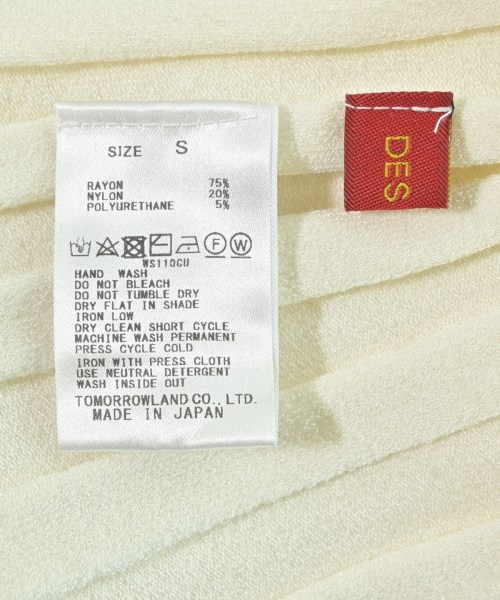 SIZE S
RAYON 75%
NYLON 20%
POLYURETHANE 5%
F W
WS110CU
HAND WASH
DO NOT BLEACH
DO NOT TUMBLE DRY
DRY FLAT IN SHADE
IRON LOW
DRY CLEAN SHORT CYCLE
MACHINE WASH PERMANENT
PRESS CYCLE COLD
IRON WITH PRESS CLOTH
USE NEUTRAL DETERGENT
WASH INSIDE OUT
TOMORROWLAND CO., LTD.
MADE IN JAPAN
DES